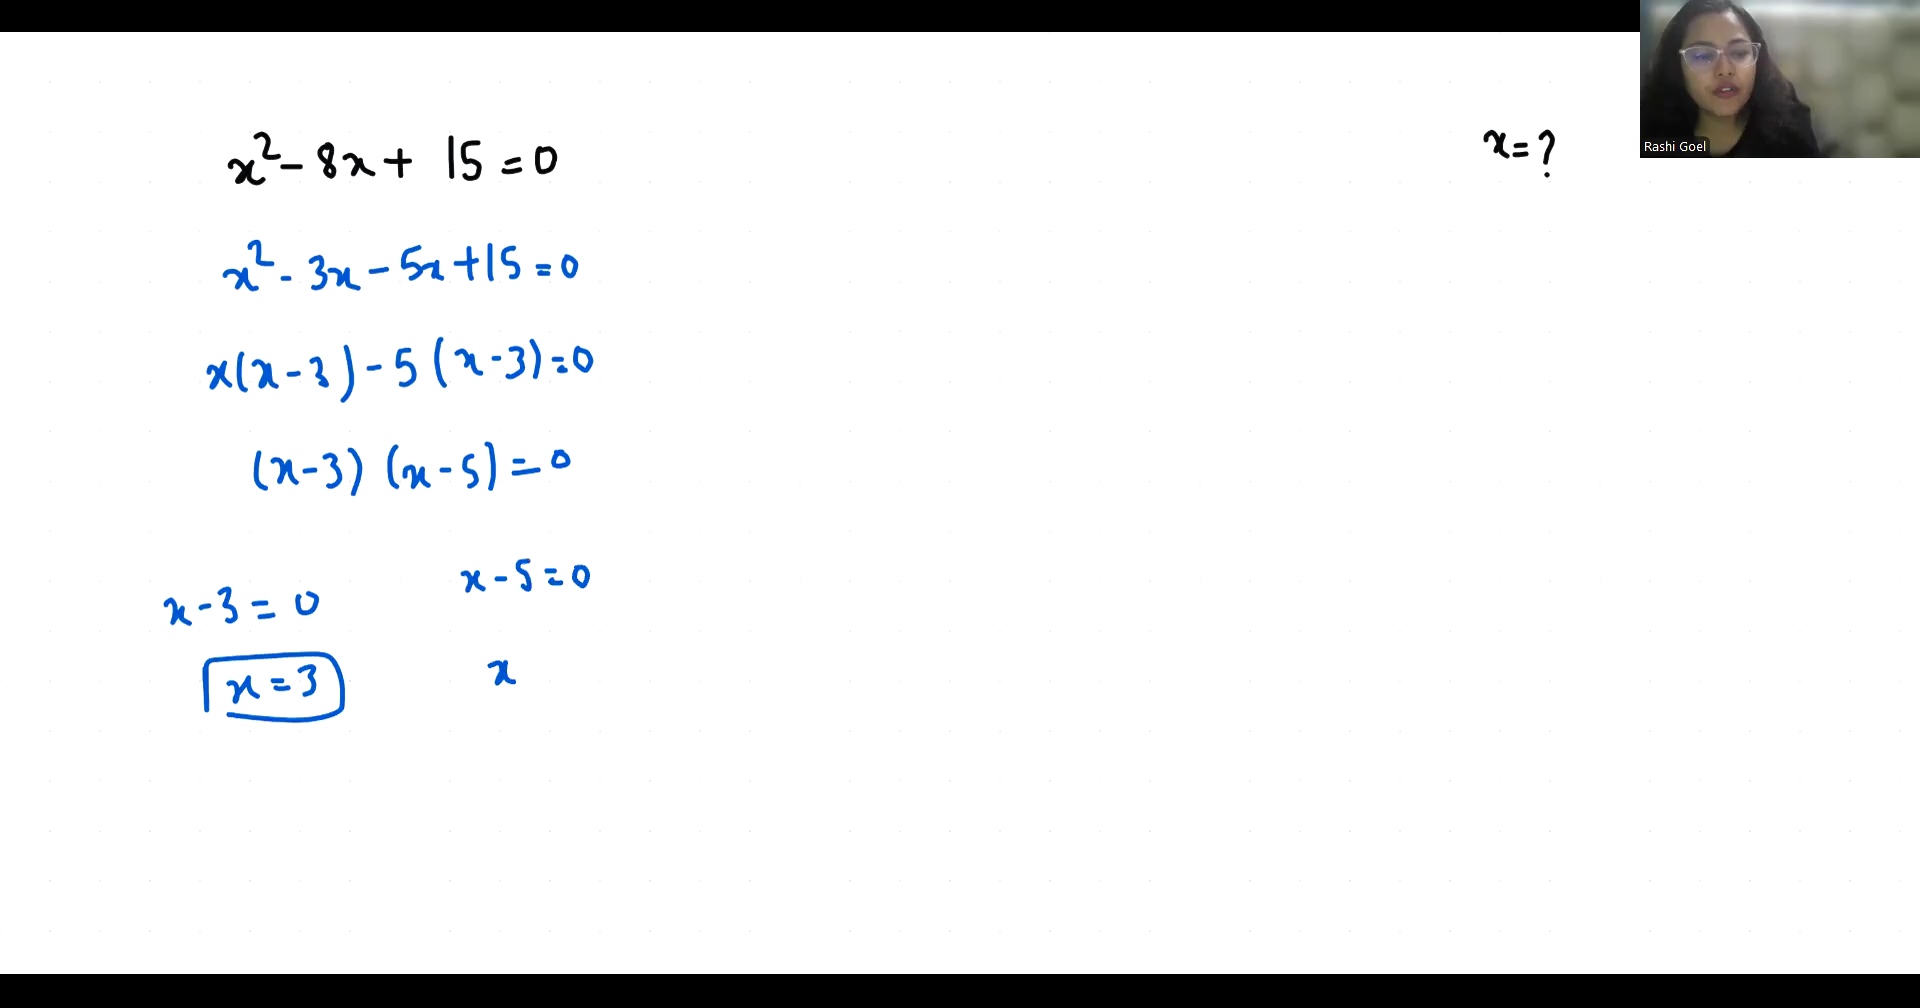 x² - 8x + 15 = 0
x = ?
Rashi Goel
x² - 3x - 5x + 15 = 0
x(x - 3) - 5(x - 3) = 0
(x - 3) (x - 5) = 0
x - 3 = 0
x - 5 = 0
x = 3
x